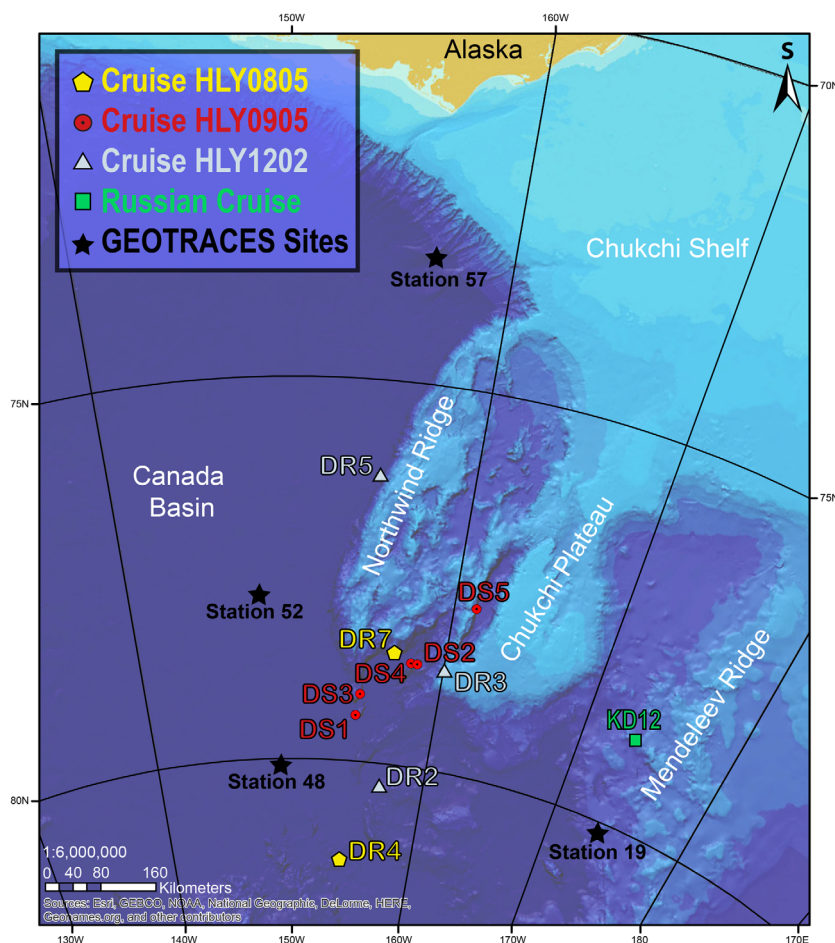 150W
160W
Alaska
S
70N
Cruise HLY0805
Cruise HLY0905
Cruise HLY1202
Russian Cruise
GEOTRACES Sites
Chukchi Shelf
Station 57
75N
Northwind Ridge
DR5
Canada
Basin
75N
Chukchi Plateau
DS5
Station 52
DR7
DS2
DS4
DR3
DS3
DS1
KD12
Mendeleev Ridge
Station 48
DR2
80N
DR4
Station 19
1:6,000,000
0 40 80 160
Kilometers
Sources: Esri, GEBCO, NOAA, National Geographic, DeLorme, HERE,
Geonames.org, and other contributors
130W
140W
150W
160W
170W
180
170E